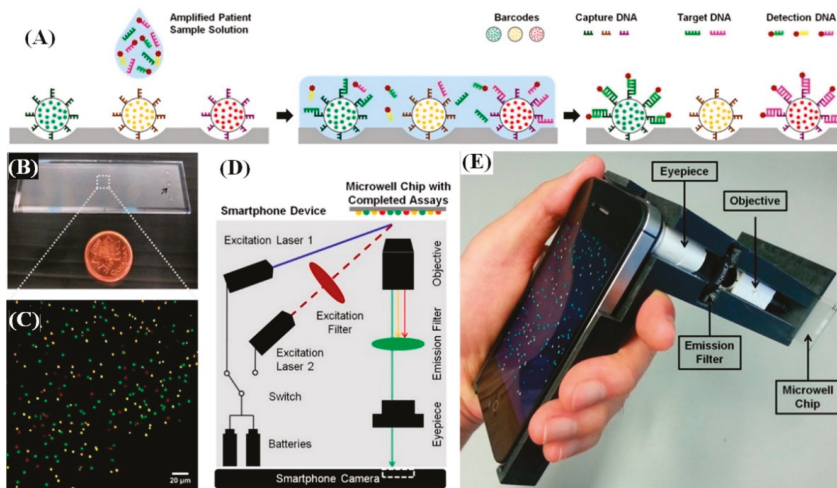 (A)
Amplified Patient
Sample Solution
Barcodes
Capture DNA
Target DNA
Detection DNA
(B)
(C)
20 µm
(D)
Microwell Chip with
Completed Assays
Smartphone Device
Excitation Laser 1
Excitation
Filter
Excitation
Laser 2
Switch
Batteries
Objective
Emission Filter
Eyepiece
Smartphone Camera
(E)
Eyepiece
Objective
Emission
Filter
Microwell
Chip